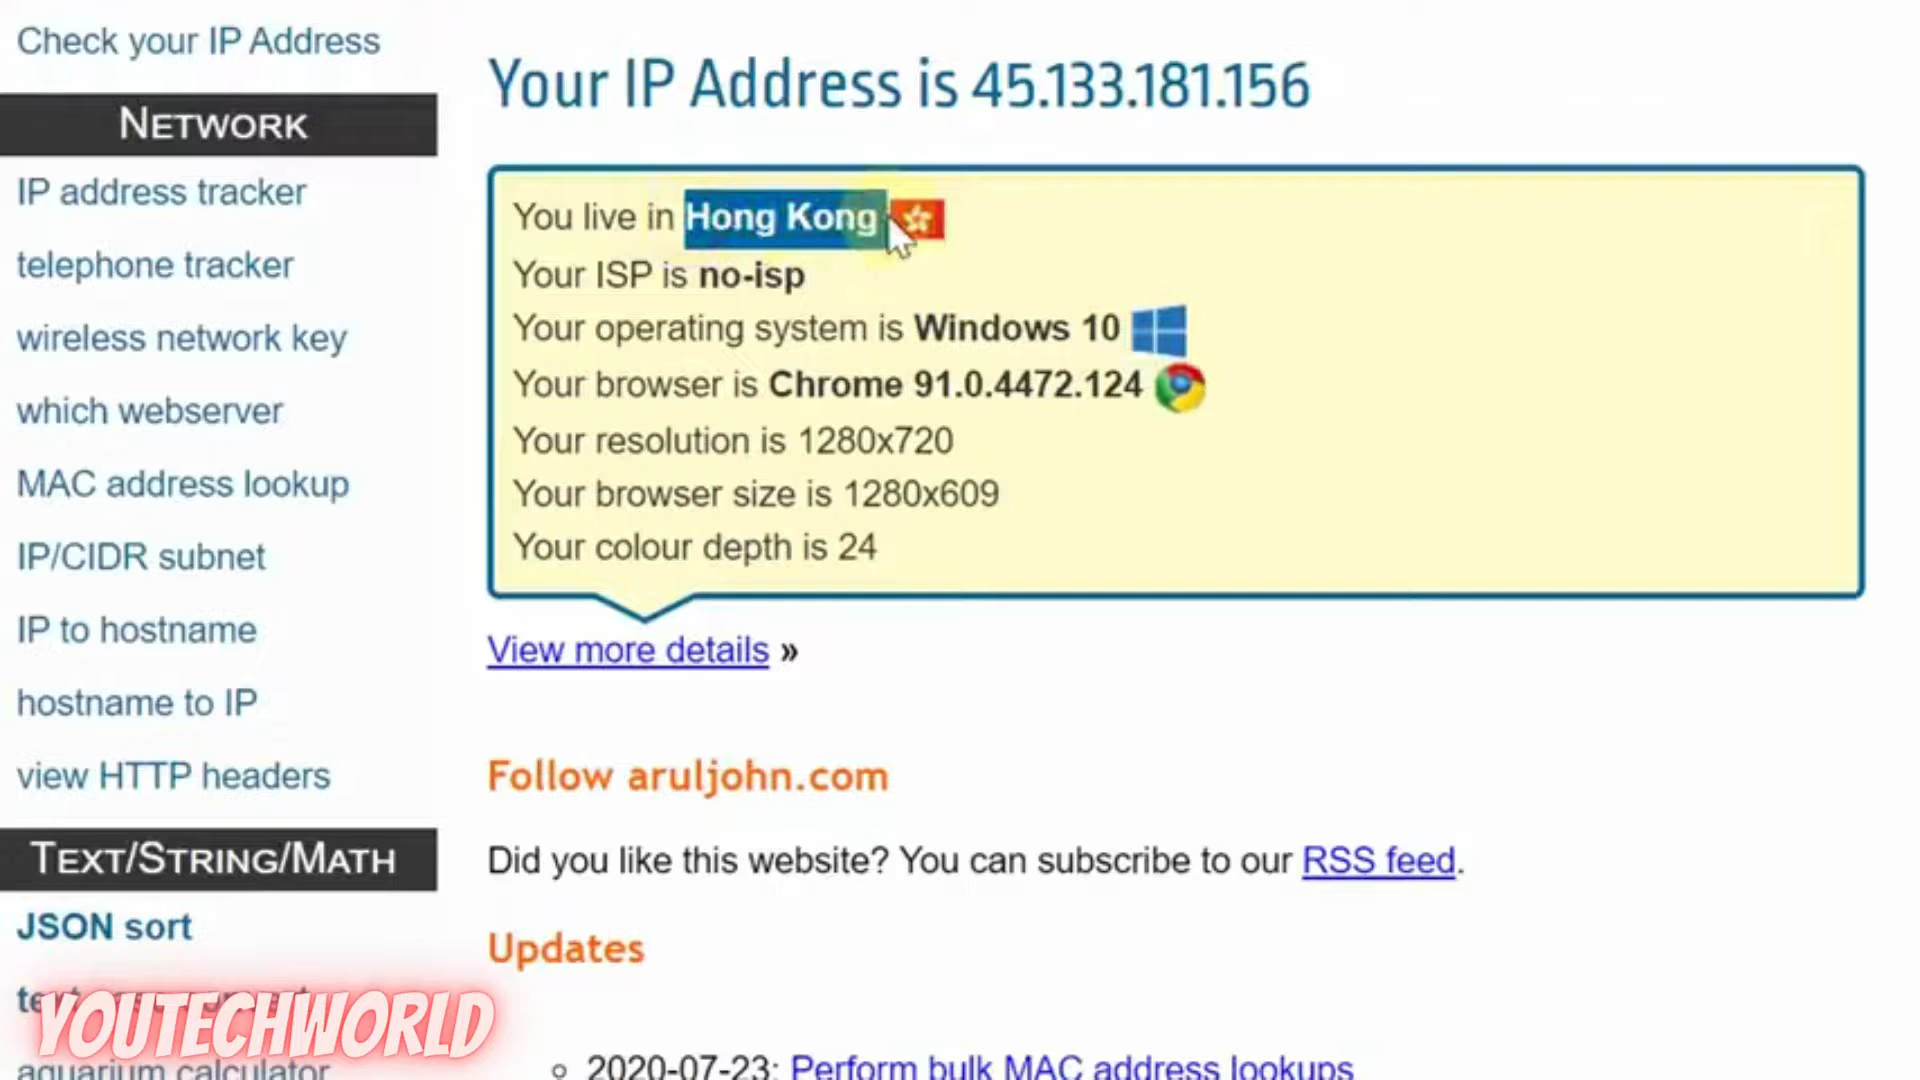 Check your IP Address
NETWORK
IP address tracker
telephone tracker
wireless network key
which webserver
MAC address lookup
IP/CIDR subnet
IP to hostname
hostname to IP
view HTTP headers
TEXT/STRING/MATH
JSON sort
YOUTECHWORLD
aquarium calculator
Your IP Address is 45.133.181.156
You live in Hong Kong
Your ISP is no-isp
Your operating system is Windows 10
Your browser is Chrome 91.0.4472.124
Your resolution is 1280x720
Your browser size is 1280x609
Your colour depth is 24
View more details »
Follow aruljohn.com
Did you like this website? You can subscribe to our RSS feed.
Updates
2020-07-23: Perform bulk MAC address lookups